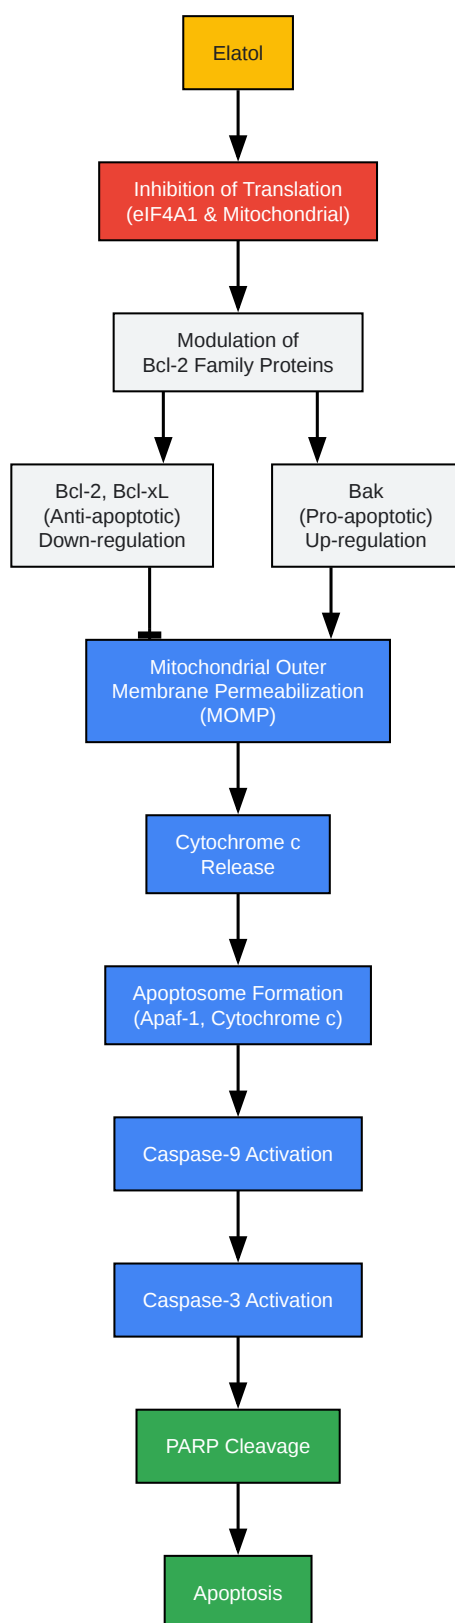 Elatol
Inhibition of Translation
(eIF4A1 & Mitochondrial)
Modulation of
Bcl-2 Family Proteins
Bcl-2, Bcl-xL
(Anti-apoptotic)
Down-regulation
Bak
(Pro-apoptotic)
Up-regulation
Mitochondrial Outer
Membrane Permeabilization
(MOMP)
Cytochrome c
Release
Apoptosome Formation
(Apaf-1, Cytochrome c)
Caspase-9 Activation
Caspase-3 Activation
PARP Cleavage
Apoptosis